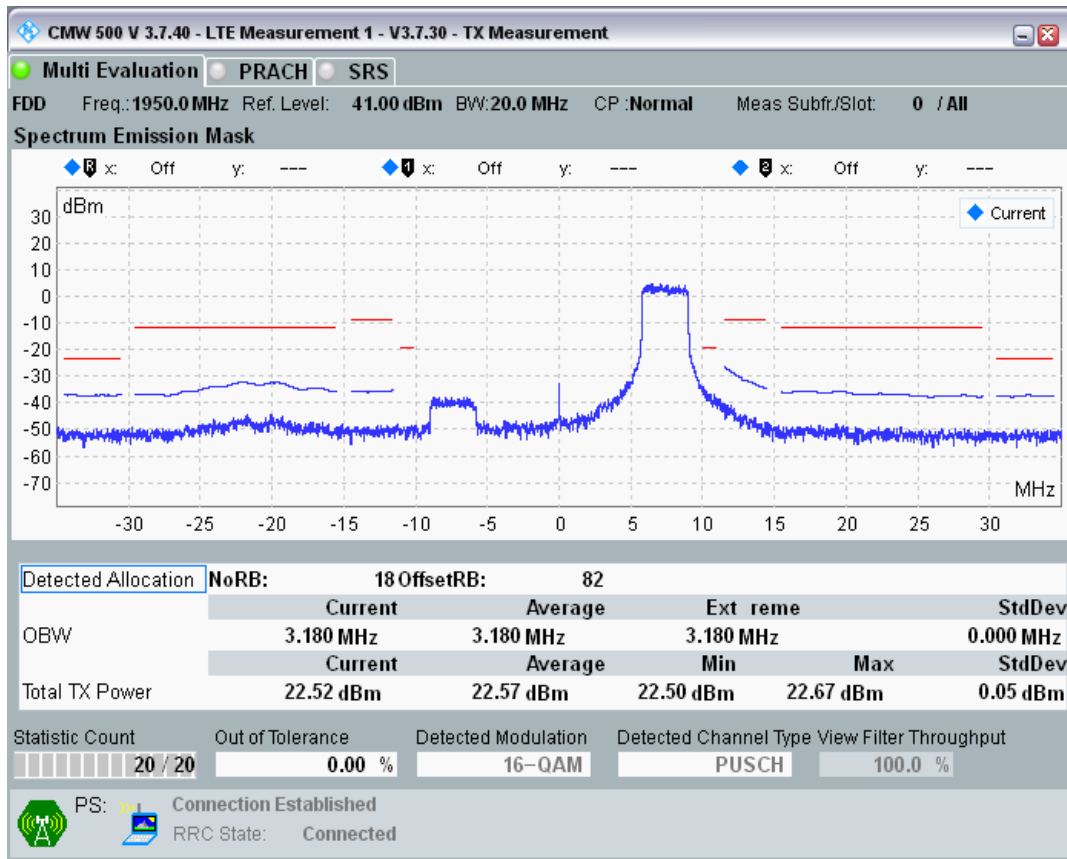 CMW 500 V 3.7.40 - LTE Measurement 1 - V3.7.30 - TX Measurement
Multi Evaluation PRACH SRS
FDD Freq.:1950.0 MHz Ref. Level: 41.00 dBm BW:20.0 MHz CP :Normal Meas Subfr./Slot: 0 / All
Spectrum Emission Mask
R x: Off y: --- 1 x: Off y: --- 2 x: Off y: ---
dBm
Current
30
20
10
0
-10
-20
-30
-40
-50
-60
-70
MHz
-30 -25 -20 -15 -10 -5 0 5 10 15 20 25 30
Detected Allocation NoRB: 18 OffsetRB: 82
Current Average Ext reme StdDev
OBW 3.180 MHz 3.180 MHz 3.180 MHz 0.000 MHz
Current Average Min Max StdDev
Total TX Power 22.52 dBm 22.57 dBm 22.50 dBm 22.67 dBm 0.05 dBm
Statistic Count Out of Tolerance Detected Modulation Detected Channel Type View Filter Throughput
20 / 20 0.00 % 16-QAM PUSCH 100.0 %
PS: Connection Established
RRC State: Connected